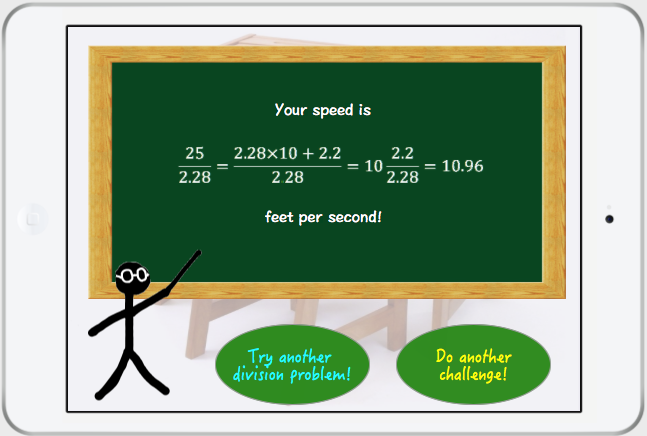 Your speed is
25/2.28 = (2.28×10 + 2.2)/2.28 = 10 2.2/2.28 = 10.96
feet per second!
Try another
division problem!
Do another
challenge!